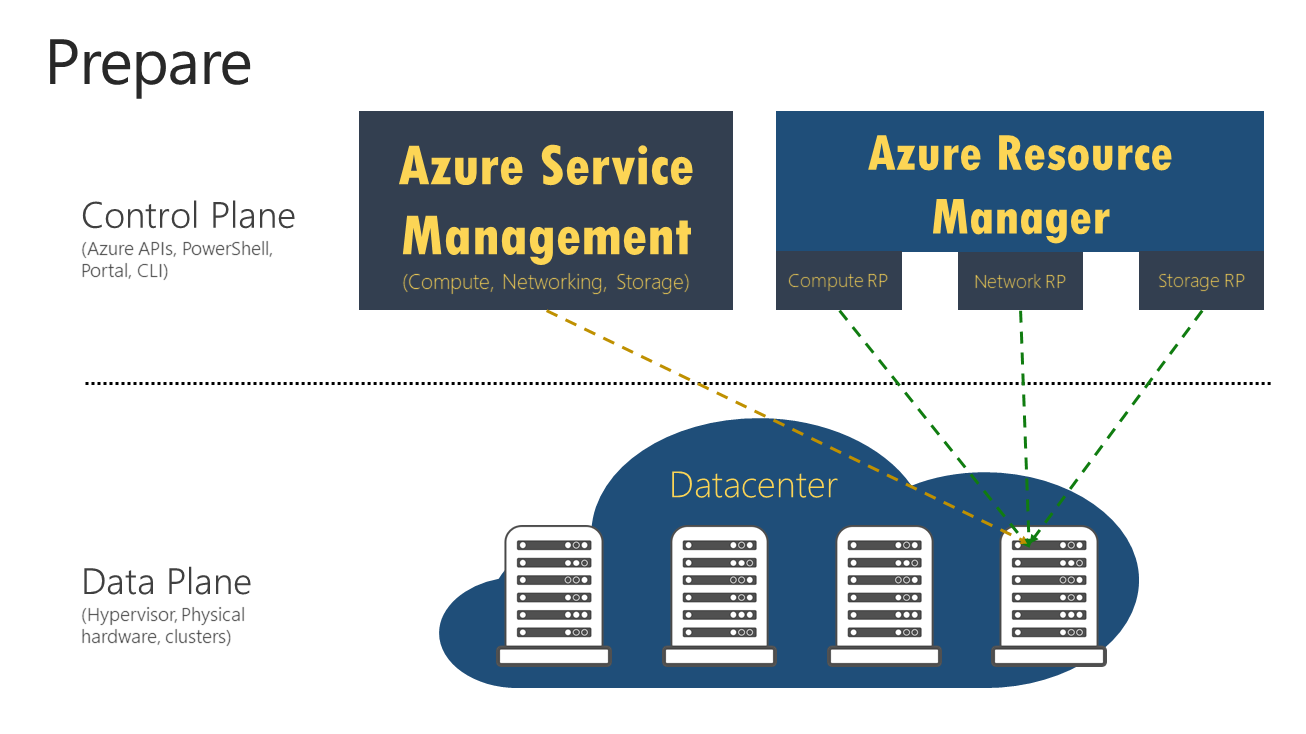 Prepare
Azure Service
Management
(Compute, Networking, Storage)
Azure Resource
Manager
Compute RP
Network RP
Storage RP
Control Plane
(Azure APIs, PowerShell,
Portal, CLI)
Datacenter
Data Plane
(Hypervisor, Physical
hardware, clusters)